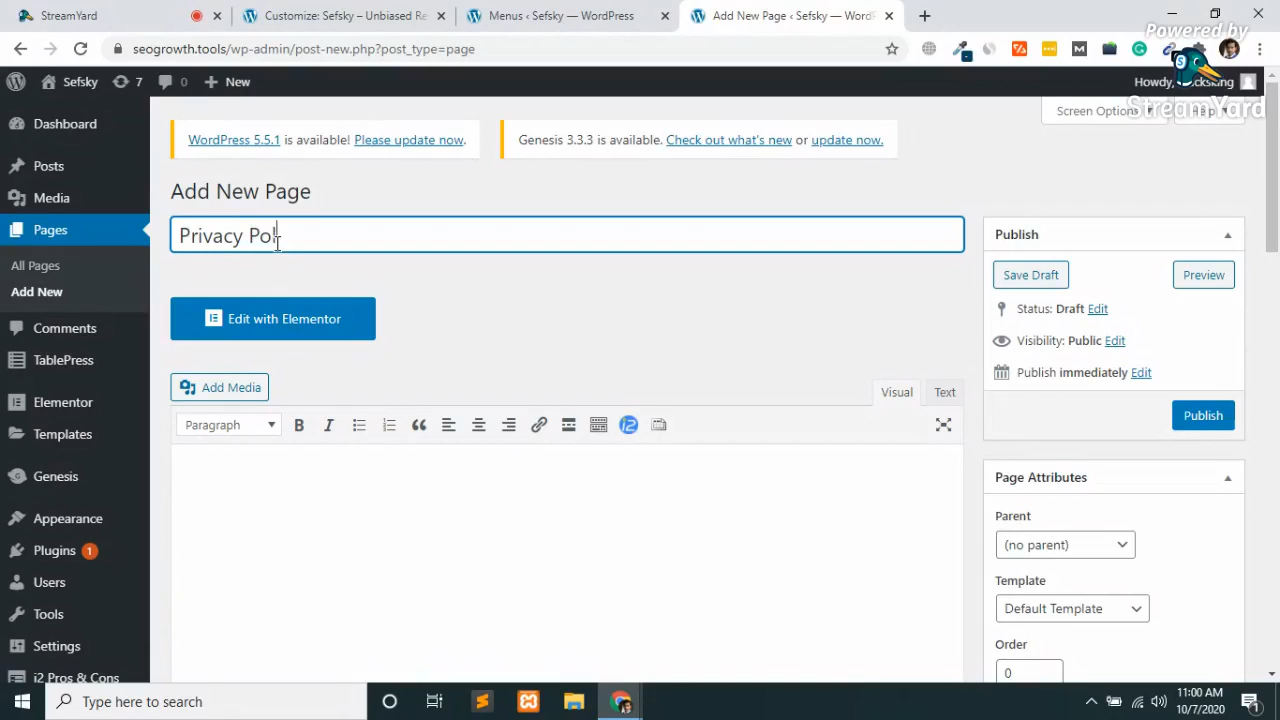 StreamYard
Customize: Sefsky – Unbiased Re
Menus ‹ Sefsky — WordPress
Add New Page ‹ Sefsky — WordP
Powered by
seogrowth.tools/wp-admin/post-new.php?post_type=page
Sefsky 7 0 New
StreamYard
Screen Options
Help
Dashboard
Posts
Media
Pages
All Pages
Add New
Comments
TablePress
Elementor
Templates
Genesis
Appearance
Plugins 1
Users
Tools
Settings
i2 Pros & Cons
WordPress 5.5.1 is available! Please update now.
Genesis 3.3.3 is available. Check out what's new or update now.
Add New Page
Privacy Pol
Edit with Elementor
Add Media
Visual Text
Paragraph
Publish
Save Draft
Preview
Status: Draft Edit
Visibility: Public Edit
Publish immediately Edit
Publish
Page Attributes
Parent
(no parent)
Template
Default Template
Order
0
Type here to search
11:00 AM
10/7/2020
1